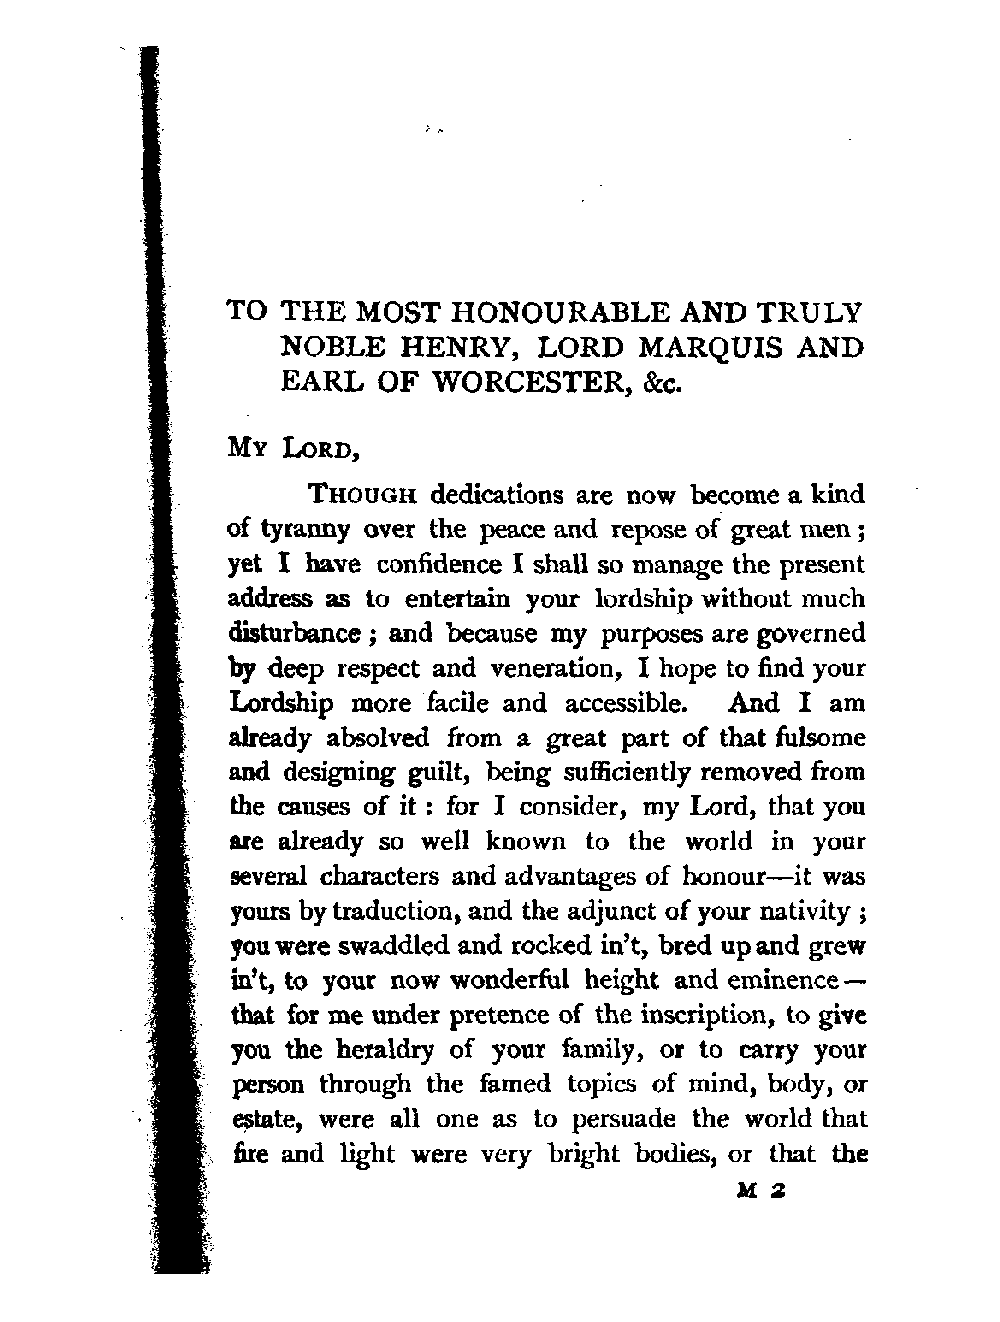 TO THE MOST HONOURABLE AND TRULY
NOBLE HENRY, LORD MARQUIS AND
EARL OF WORCESTER, &c.
MY LORD,
THOUGH dedications are now become a kind
of tyranny over the peace and repose of great men ;
yet I have confidence I shall so manage the present
address as to entertain your lordship without much
disturbance ; and because my purposes are governed
by deep respect and veneration, I hope to find your
Lordship more facile and accessible. And I am
already absolved from a great part of that fulsome
and designing guilt, being sufficiently removed from
the causes of it : for I consider, my Lord, that you
are already so well known to the world in your
several characters and advantages of honour—it was
yours by traduction, and the adjunct of your nativity ;
you were swaddled and rocked in't, bred up and grew
in't, to your now wonderful height and eminence—
that for me under pretence of the inscription, to give
you the heraldry of your family, or to carry your
person through the famed topics of mind, body, or
estate, were all one as to persuade the world that
fire and light were very bright bodies, or that the
M 2